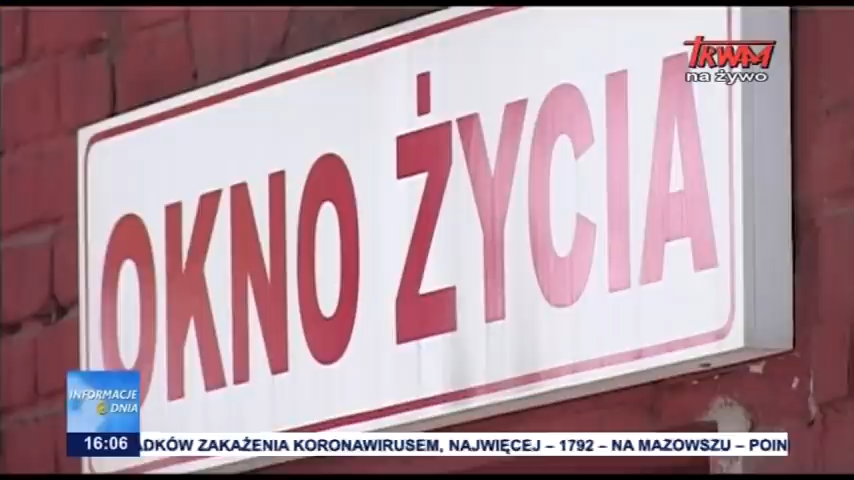 TRWAM
na żywo
OKNO ŻYCIA
INFORMACJE
@ DNIA
16:06
ADKÓW ZAKAŻENIA KORONAWIRUSEM, NAJWIĘCEJ – 1792 – NA MAZOWSZU – POIN